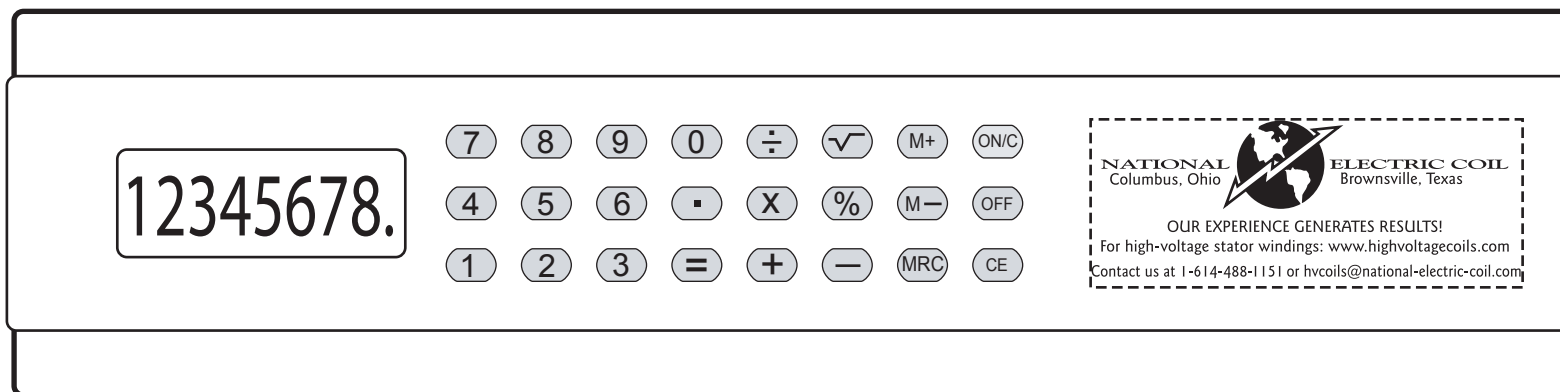 12345678.
7 8 9 0 ÷ √ M+ ON/C
4 5 6 . X % M− OFF
1 2 3 = + − MRC CE
NATIONAL ELECTRIC COIL
Columbus, Ohio Brownsville, Texas
OUR EXPERIENCE GENERATES RESULTS!
For high-voltage stator windings: www.highvoltagecoils.com
Contact us at 1-614-488-1151 or hvcoils@national-electric-coil.com